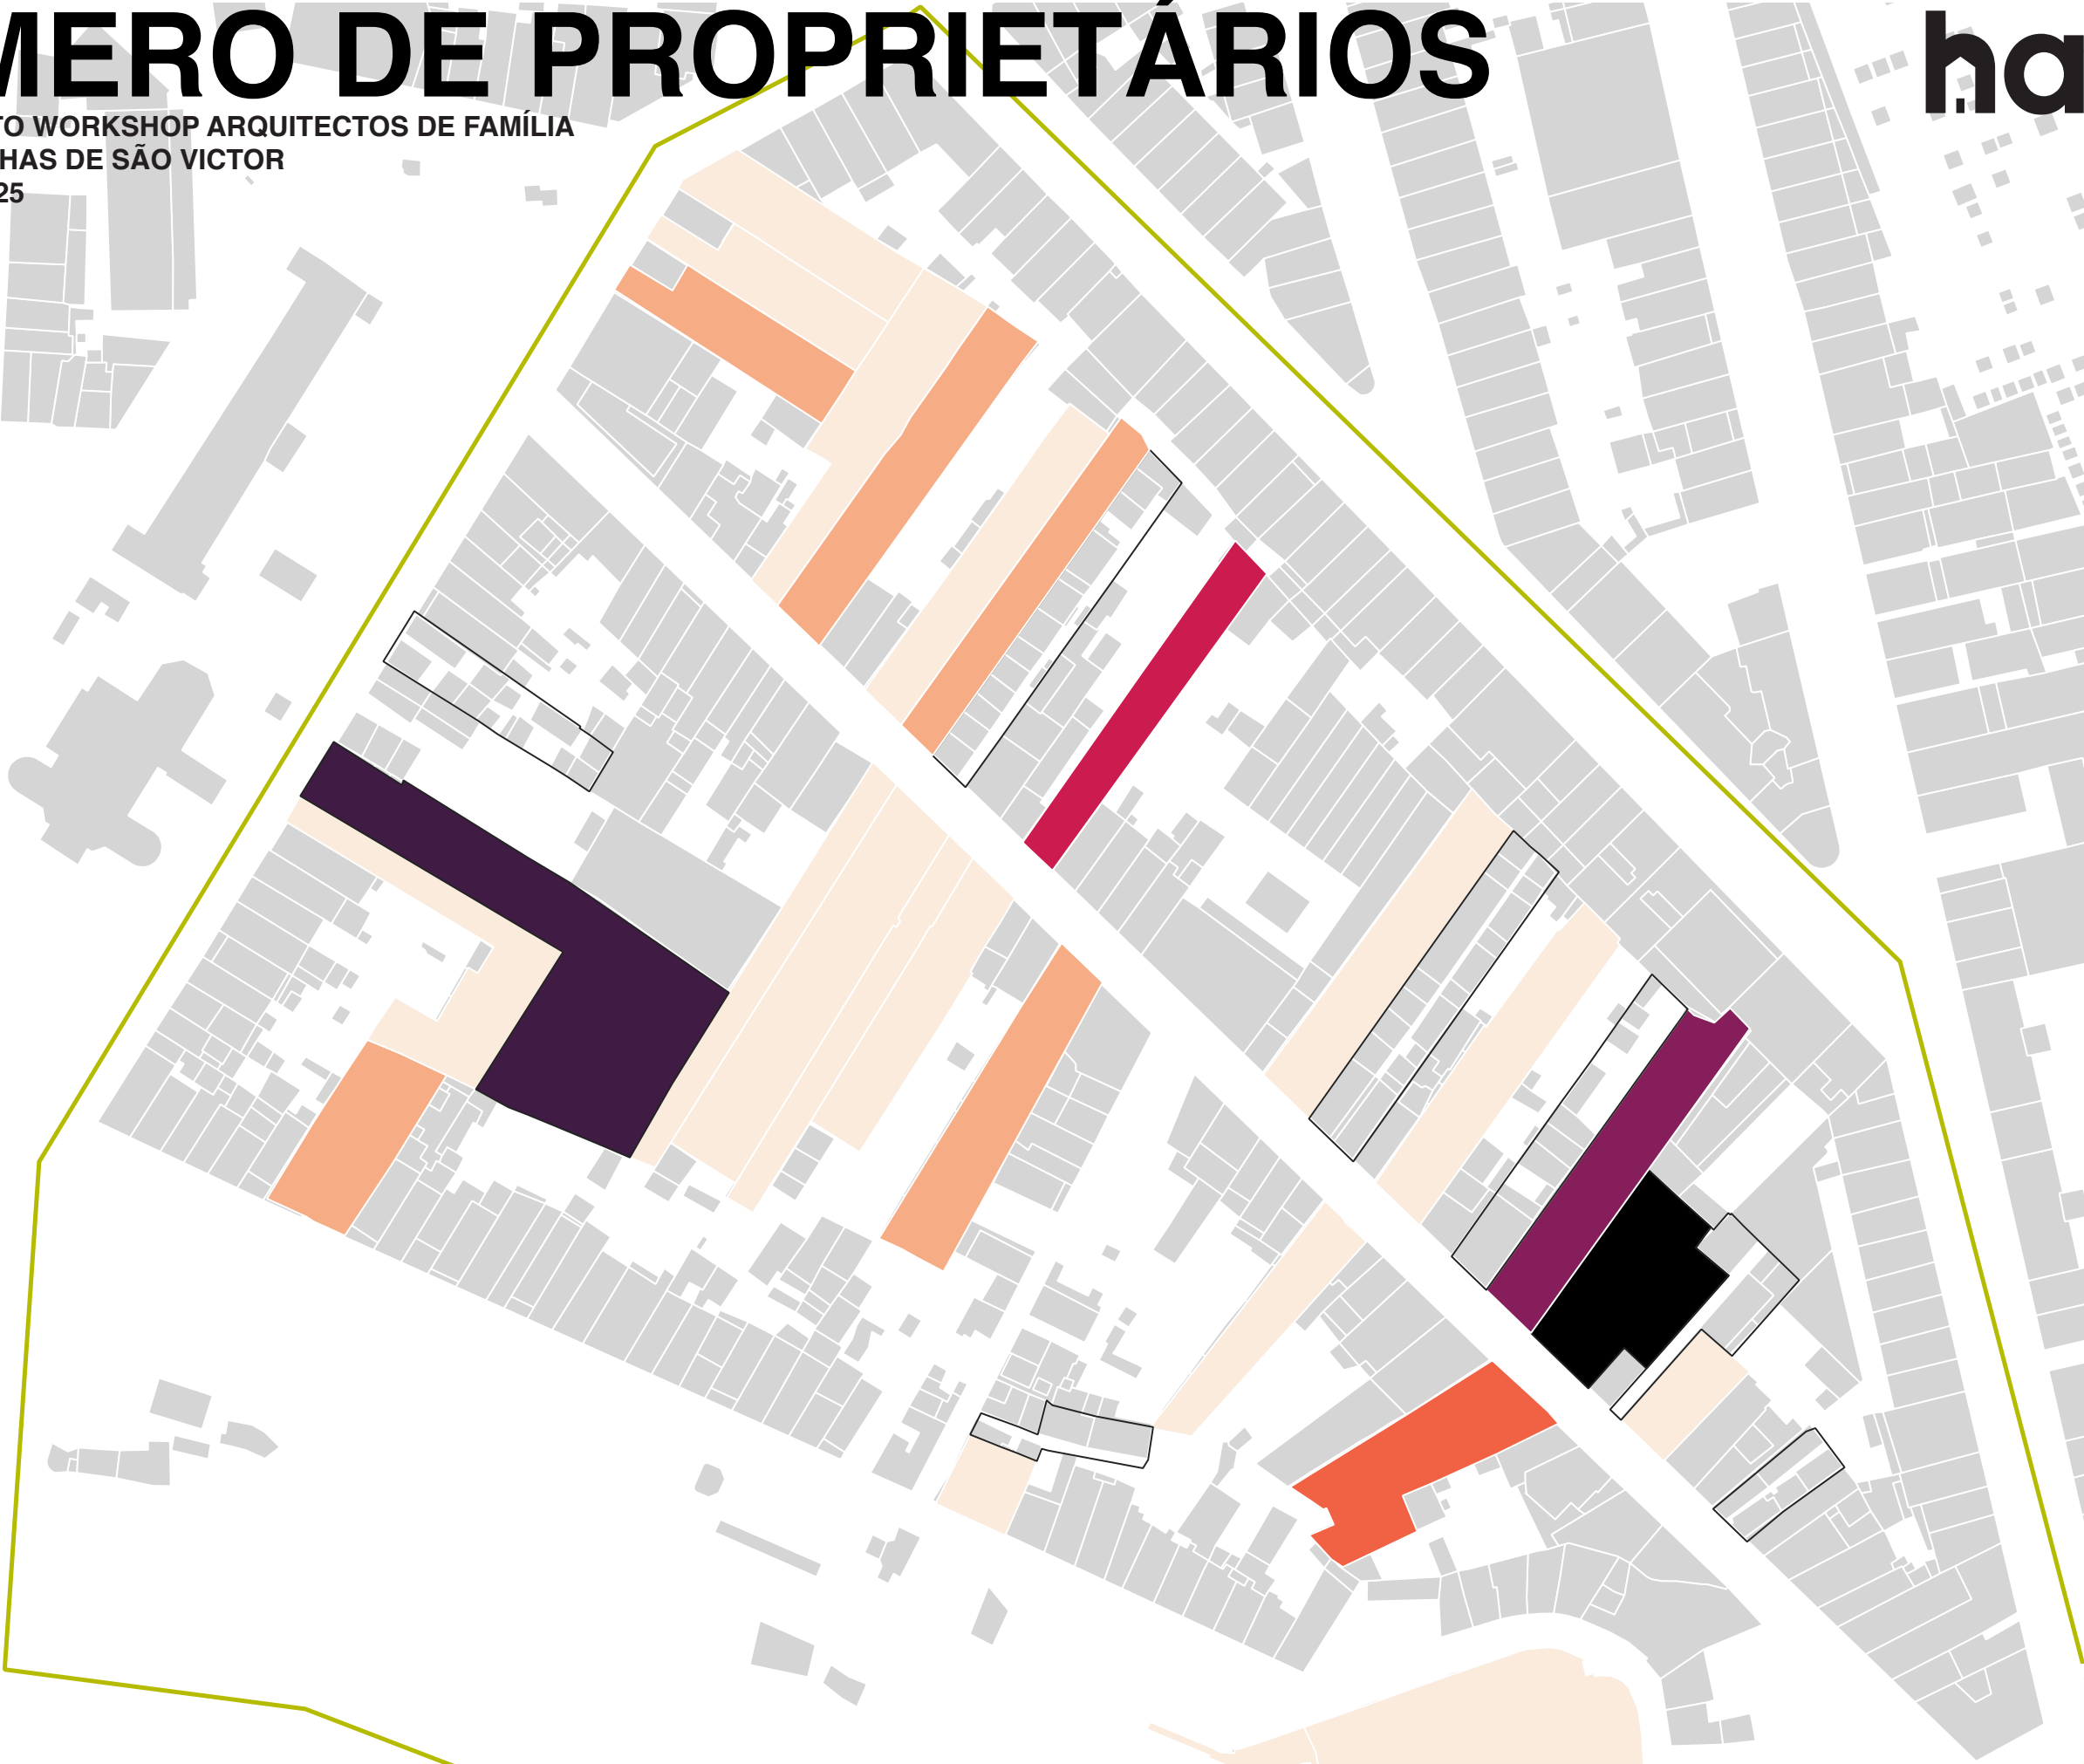 MERO DE PROPRIETÁRIOS
TO WORKSHOP ARQUITECTOS DE FAMÍLIA
HAS DE SÃO VICTOR
25
ha